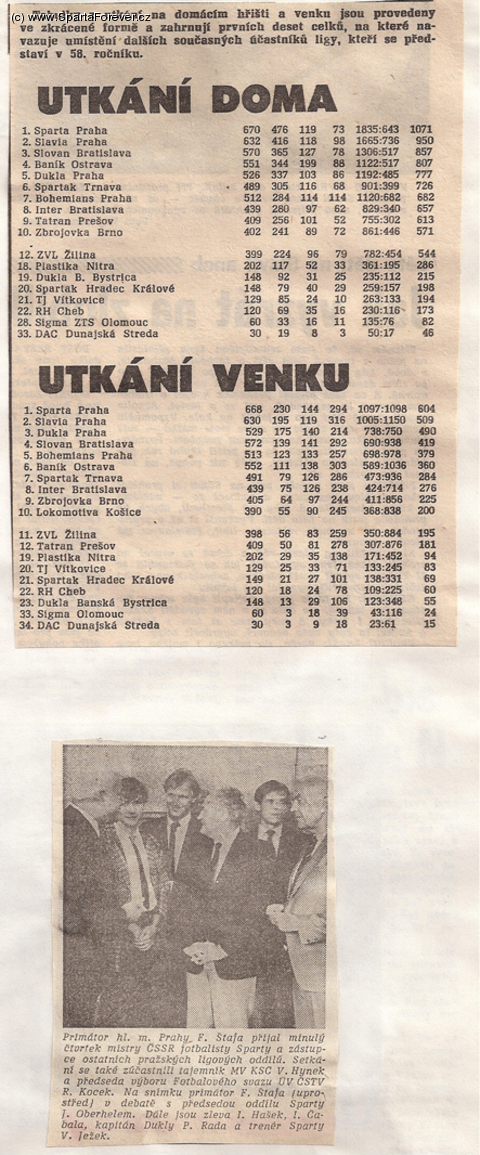 (c) www.SpartaForever.cz
na domácím hřišti a venku jsou provedeny
ve zkrácené formě a zahrnují prvních deset celků, na které na-
vazuje umístění dalších současných účastníků ligy, kteří se před-
staví v 58. ročníku.
UTKÁNÍ DOMA
1. Sparta Praha 670 476 119 73 1835:643 1071
2. Slavia Praha 632 416 118 98 1665:736 950
3. Slovan Bratislava 570 365 127 78 1306:517 857
4. Baník Ostrava 551 344 199 88 1122:517 807
5. Dukla Praha 526 337 103 86 1192:485 777
6. Spartak Trnava 489 305 116 68 901:399 726
7. Bohemians Praha 512 284 114 114 1120:682 682
8. Inter Bratislava 439 280 97 62 829:340 657
9. Tatran Prešov 409 256 101 52 755:302 613
10. Zbrojovka Brno 402 241 89 72 861:446 571
12. ZVL Žilina 399 224 96 79 782:454 544
18. Plastika Nitra 202 117 52 33 361:195 286
19. Dukla B. Bystrica 148 92 31 25 235:112 215
20. Spartak Hradec Králové 148 79 40 29 259:157 198
21. TJ Vítkovice 129 85 24 10 263:133 194
22. RH Cheb 120 69 35 16 230:116 173
28. Sigma ZTS Olomouc 60 33 16 11 135:76 82
33. DAC Dunajská Streda 30 19 8 3 50:17 46
UTKÁNÍ VENKU
1. Sparta Praha 668 230 144 294 1097:1098 604
2. Slavia Praha 630 195 119 316 1005:1150 509
3. Dukla Praha 529 175 140 214 738:750 490
4. Slovan Bratislava 572 139 141 292 690:938 419
5. Bohemians Praha 513 123 133 257 698:978 379
6. Baník Ostrava 552 111 138 303 589:1036 360
7. Spartak Trnava 491 79 126 286 473:936 284
8. Inter Bratislava 439 75 126 238 424:714 276
9. Zbrojovka Brno 405 64 97 244 411:856 225
10. Lokomotíva Košice 390 55 90 245 368:838 200
11. ZVL Žilina 398 56 83 259 350:884 195
12. Tatran Prešov 409 50 81 278 307:876 181
19. Plastika Nitra 202 29 35 138 171:452 94
20. TJ Vítkovice 129 25 33 71 133:245 83
21. Spartak Hradec Králové 149 21 27 101 138:331 69
22. RH Cheb 120 18 24 78 109:225 60
23. Dukla Banská Bystrica 148 13 29 106 123:348 55
33. Sigma Olomouc 60 3 18 39 43:116 24
34. DAC Dunajská Streda 30 3 9 18 23:61 15
Primátor hl. m. Prahy F. Štafa přijal minulý
čtvrtek mistry ČSSR fotbalisty Sparty a zástup-
ce ostatních pražských ligových oddílů. Setká-
ní se také zúčastnili tajemník MV KSČ V. Hynek
a předseda výboru Fotbalového svazu ÚV ČSTV
R. Kocek. Na snímku primátor F. Štafa (upro-
střed) v debatě s předsedou oddílu Sparty
J. Oberhelem. Dále jsou zleva I. Hašek, I. Ča-
bala, kapitán Dukly P. Rada a trenér Sparty
V. Ježek.